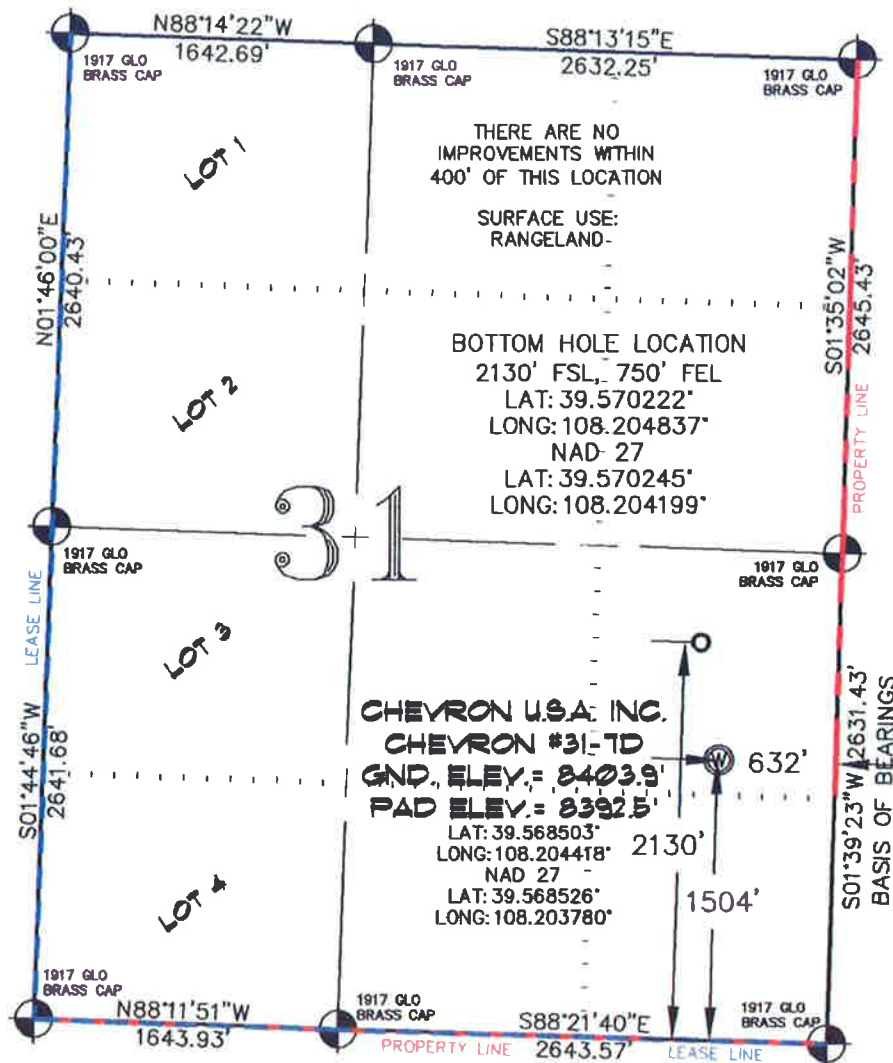 N88°14'22"W
1642.69'
S88°13'15"E
2632.25'
1917 GLO
BRASS CAP
1917 GLO
BRASS CAP
1917 GLO
BRASS CAP
LOT 1
THERE ARE NO
IMPROVEMENTS WITHIN
400' OF THIS LOCATION
SURFACE USE:
RANGELAND
N01°46'00"E
2640.43'
S01°35'02"W
2645.43'
LOT 2
BOTTOM HOLE LOCATION
2130' FSL, 750' FEL
LAT: 39.570222°
LONG: 108.204837°
NAD 27
LAT: 39.570245°
LONG: 108.204199°
PROPERTY LINE
31
1917 GLO
BRASS CAP
1917 GLO
BRASS CAP
LEASE LINE
LOT 3
S01°44'46"W
2641.68'
CHEVRON U.S.A. INC.
CHEVRON #31-7D
GND. ELEV.= 8403.9'
PAD ELEV.= 8392.5'
LAT: 39.568503°
LONG: 108.204418°
NAD 27
LAT: 39.568526°
LONG: 108.203780°
W
632'
2130'
1504'
S01°39'23"W 2631.43'
BASIS OF BEARINGS
LOT 4
1917 GLO
BRASS CAP
1917 GLO
BRASS CAP
1917 GLO
BRASS CAP
N88°11'51"W
1643.93'
S88°21'40"E
2643.57'
PROPERTY LINE
LEASE LINE